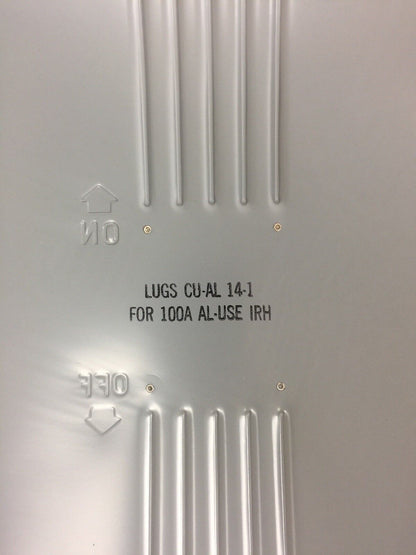 ON
LUGS CU-AL 14-1
FOR 100A AL-USE IRH
OFF